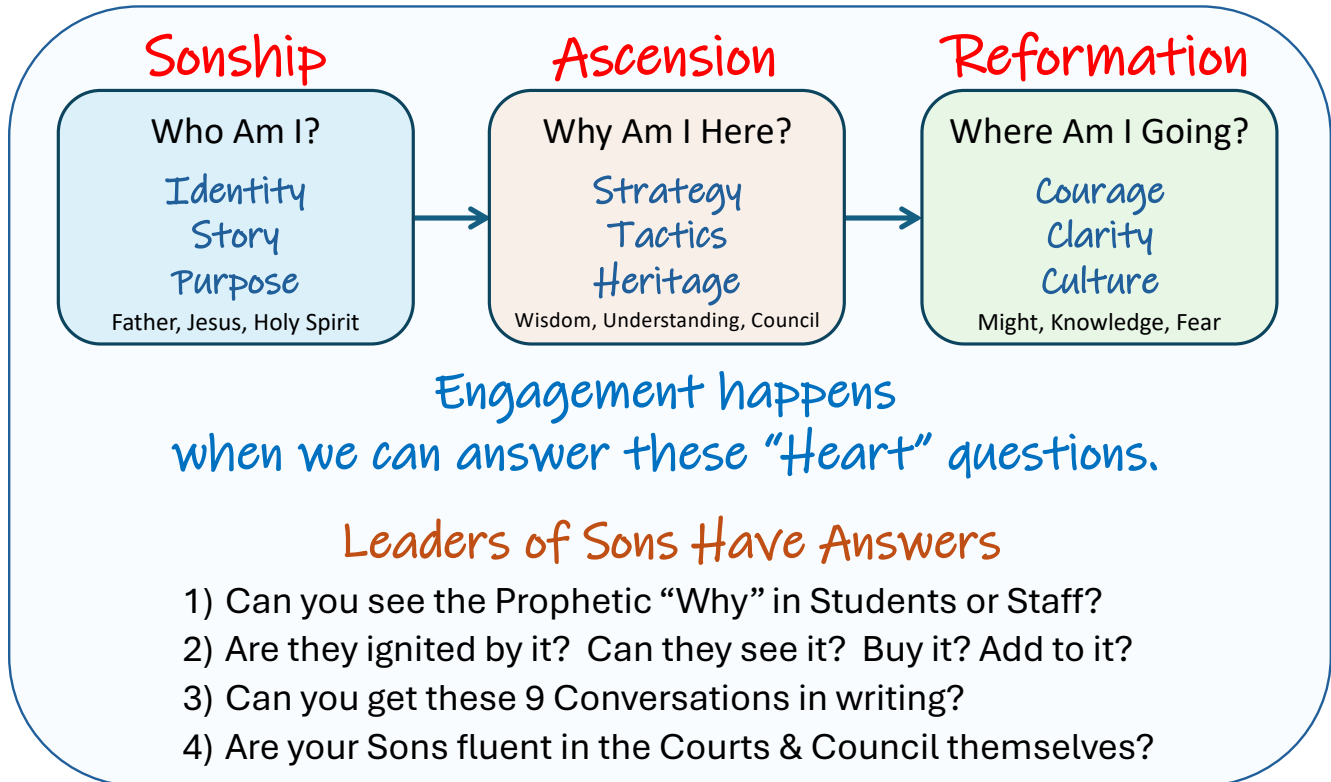 Sonship
Who Am I?
Identity
Story
Purpose
Father, Jesus, Holy Spirit
Ascension
Why Am I Here?
Strategy
Tactics
Heritage
Wisdom, Understanding, Council
Reformation
Where Am I Going?
Courage
Clarity
Culture
Might, Knowledge, Fear
Engagement happens
when we can answer these “Heart” questions.
Leaders of Sons Have Answers
1) Can you see the Prophetic “Why” in Students or Staff?
2) Are they ignited by it?  Can they see it?  Buy it? Add to it?
3) Can you get these 9 Conversations in writing?
4) Are your Sons fluent in the Courts & Council themselves?